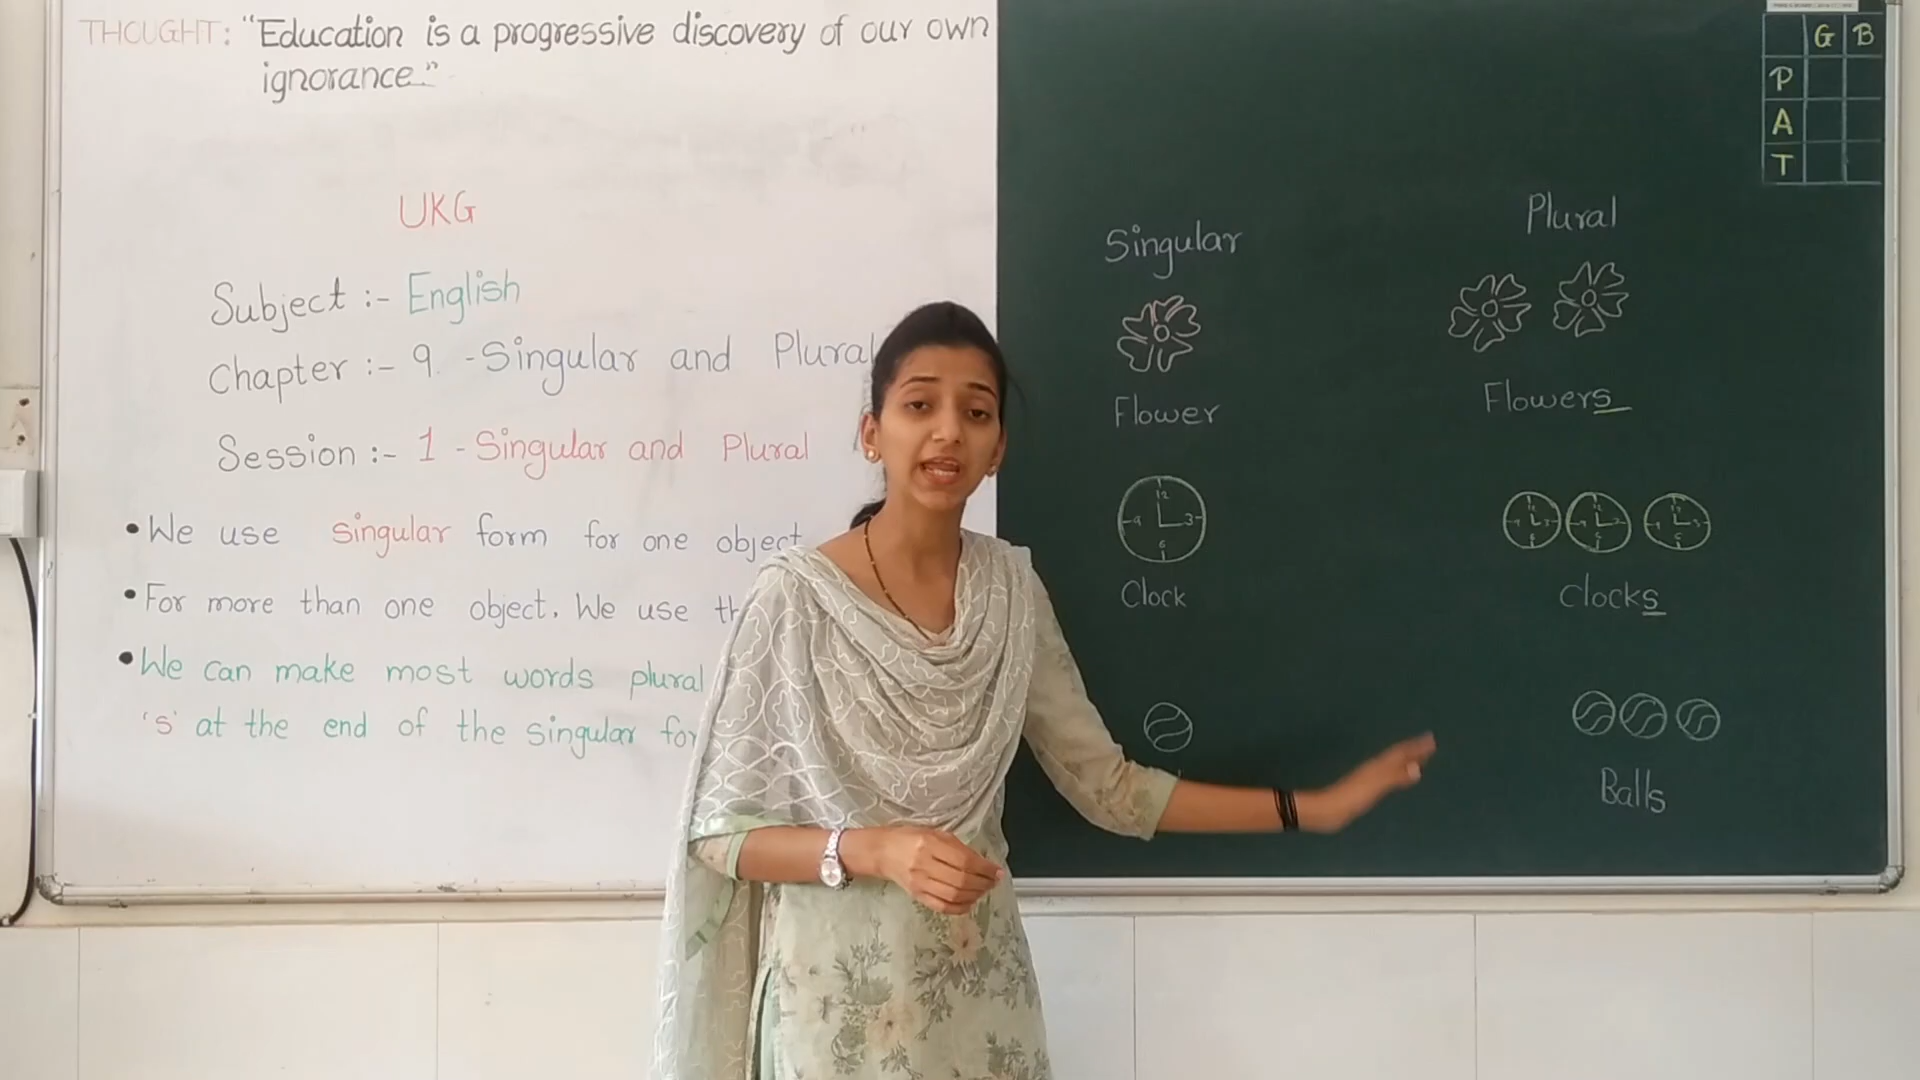 THOUGHT: "Education is a progressive discovery of our own
ignorance."
UKG
Subject :- English
Chapter :- 9 - Singular and Plural
Session :- 1 - Singular and Plural
• We use singular form for one object
• For more than one object. We use
• We can make most words plural
's' at the end of the singular
Singular
Plural
Flower
Flowers
Clock
Clocks
Balls
G B
P
A
T